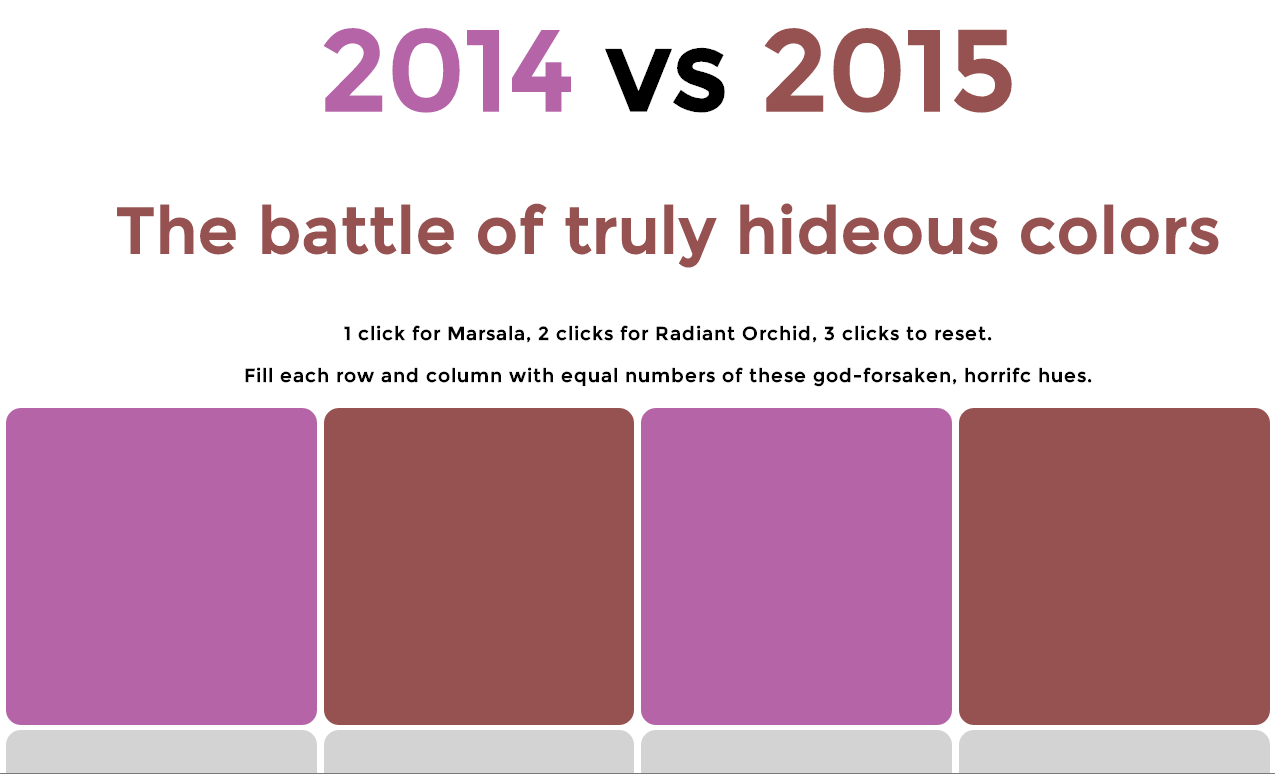 2014 vs 2015
The battle of truly hideous colors
1 click for Marsala, 2 clicks for Radiant Orchid, 3 clicks to reset.
Fill each row and column with equal numbers of these god-forsaken, horrifc hues.